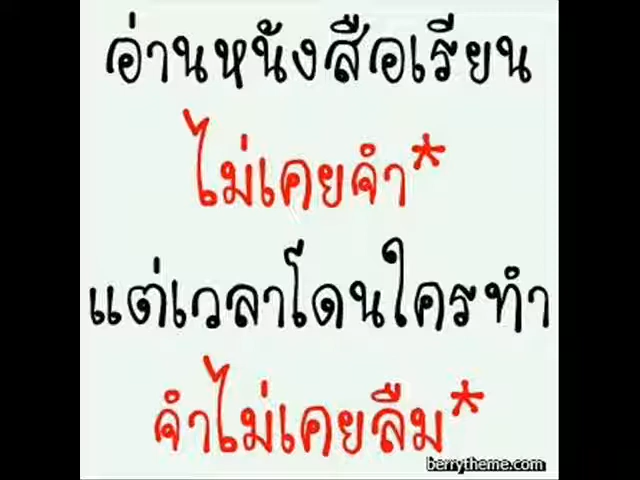 อ่านหนังสือเรียน
ไม่เคยจำ*
แต่เวลาโดนใครทำ
จำไม่เคยลืม*
berrytheme.com